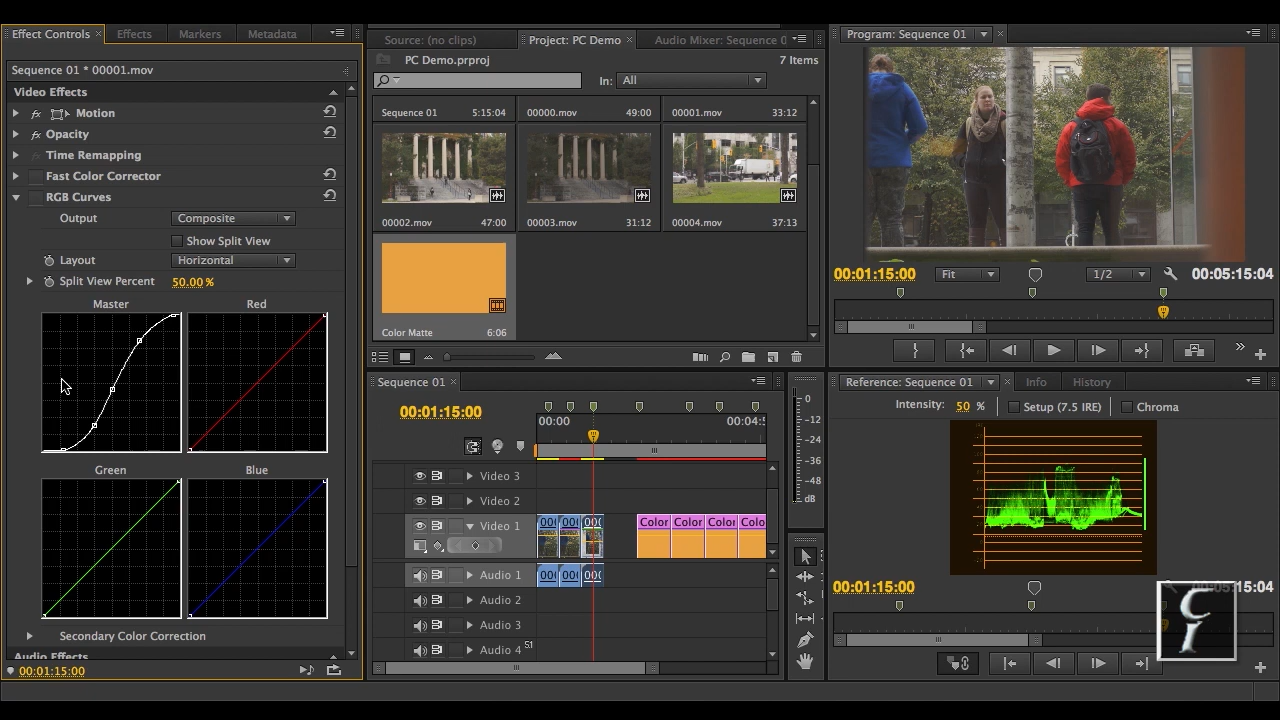 Effect Controls
Effects
Markers
Metadata
Sequence 01 * 00001.mov
Video Effects
fx Motion
fx Opacity
fx Time Remapping
Fast Color Corrector
RGB Curves
Output
Composite
Show Split View
Layout
Horizontal
Split View Percent
50.00 %
Master
Red
Green
Blue
Secondary Color Correction
Audio Effects
00:01:15:00
Source: (no clips)
Project: PC Demo
Audio Mixer: Sequence 0
PC Demo.prproj
7 Items
In: All
Sequence 01 5:15:04
00000.mov 49:00
00001.mov 33:12
00002.mov 47:00
00003.mov 31:12
00004.mov 37:13
Color Matte 6:06
Sequence 01
00:01:15:00
00:00
00:04:5
Video 3
Video 2
Video 1
Color
Color
Color
Colo
Audio 1
Audio 2
Audio 3
Audio 4
5.1
0
-12
-24
-36
-48
dB
Program: Sequence 01
00:01:15:00
Fit
1/2
00:05:15:04
Reference: Sequence 01
Info
History
Intensity: 50 %
Setup (7.5 IRE)
Chroma
00:01:15:00